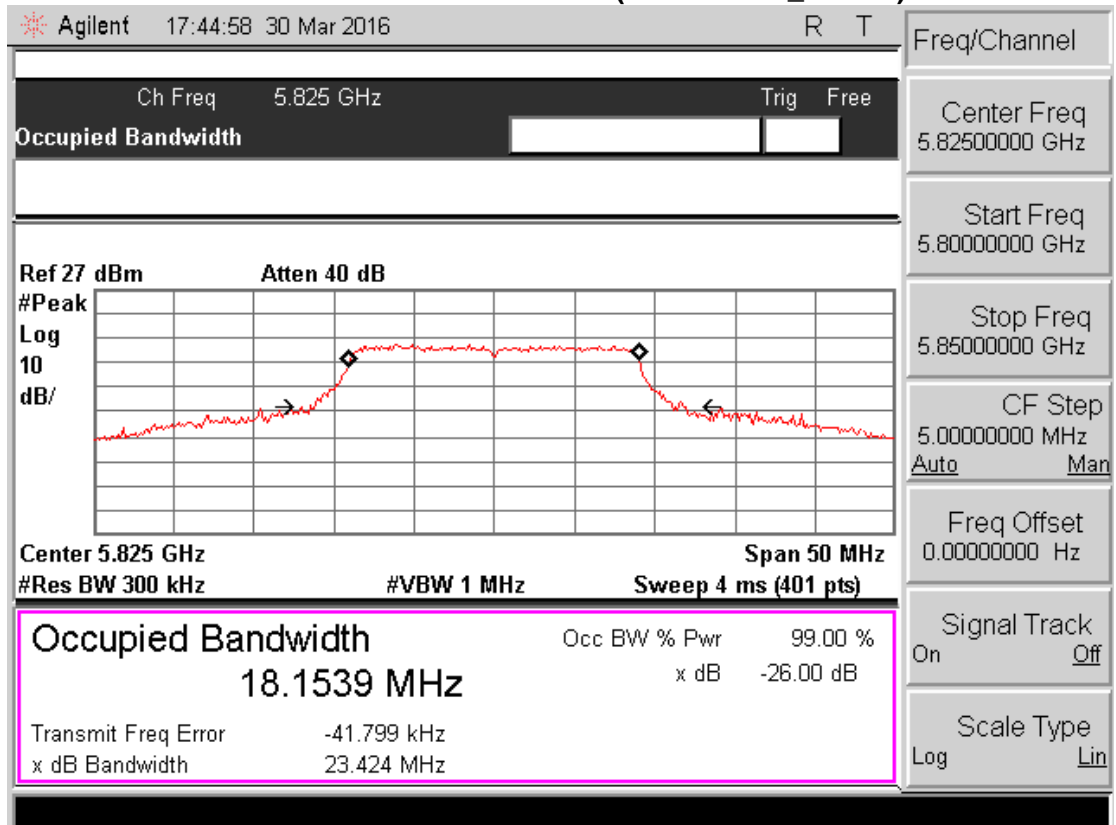 Agilent 17:44:58 30 Mar 2016 R T
Freq/Channel
Ch Freq 5.825 GHz Trig Free
Occupied Bandwidth
Center Freq
5.82500000 GHz
Start Freq
5.80000000 GHz
Stop Freq
5.85000000 GHz
CF Step
5.00000000 MHz
Auto Man
Freq Offset
0.00000000 Hz
Signal Track
On Off
Scale Type
Log Lin
Ref 27 dBm Atten 40 dB
#Peak
Log
10
dB/
Center 5.825 GHz Span 50 MHz
#Res BW 300 kHz #VBW 1 MHz Sweep 4 ms (401 pts)
Occupied Bandwidth Occ BW % Pwr 99.00 %
18.1539 MHz x dB -26.00 dB
Transmit Freq Error -41.799 kHz
x dB Bandwidth 23.424 MHz